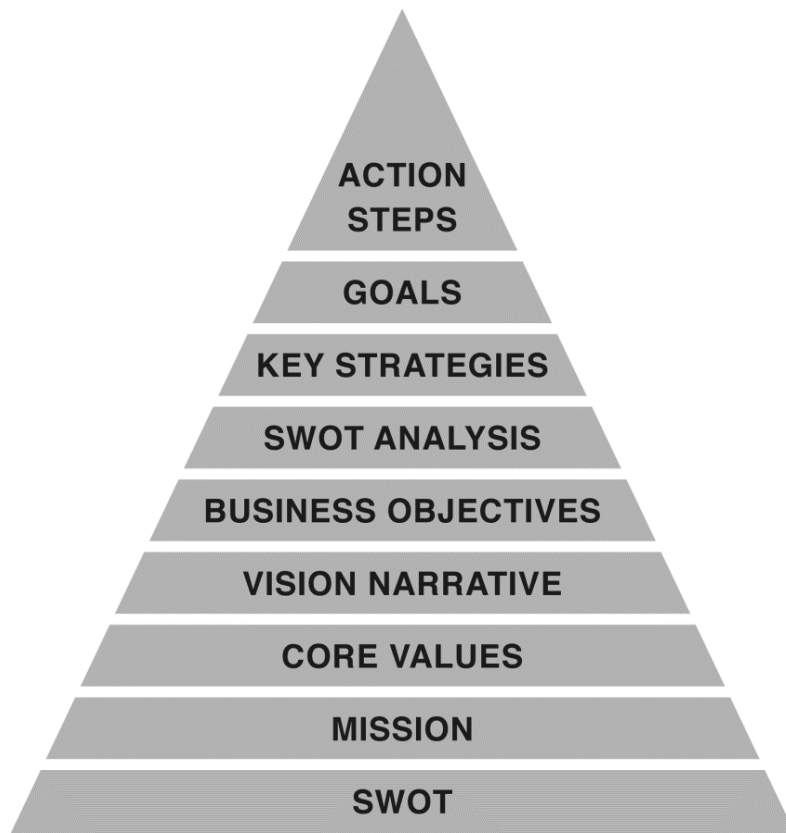 ACTION
STEPS
GOALS
KEY STRATEGIES
SWOT ANALYSIS
BUSINESS OBJECTIVES
VISION NARRATIVE
CORE VALUES
MISSION
SWOT